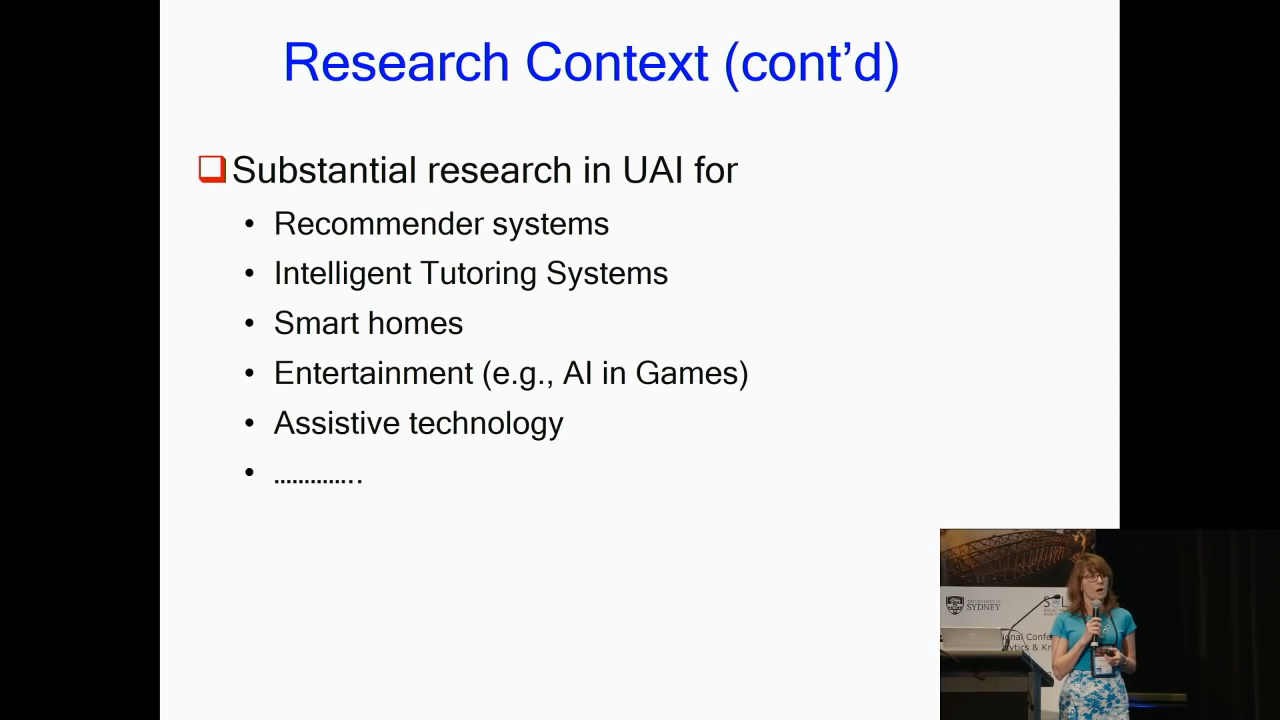 Research Context (cont’d)
❑Substantial research in UAI for
• Recommender systems
• Intelligent Tutoring Systems
• Smart homes
• Entertainment (e.g., AI in Games)
• Assistive technology
• …………..
SYDNEY